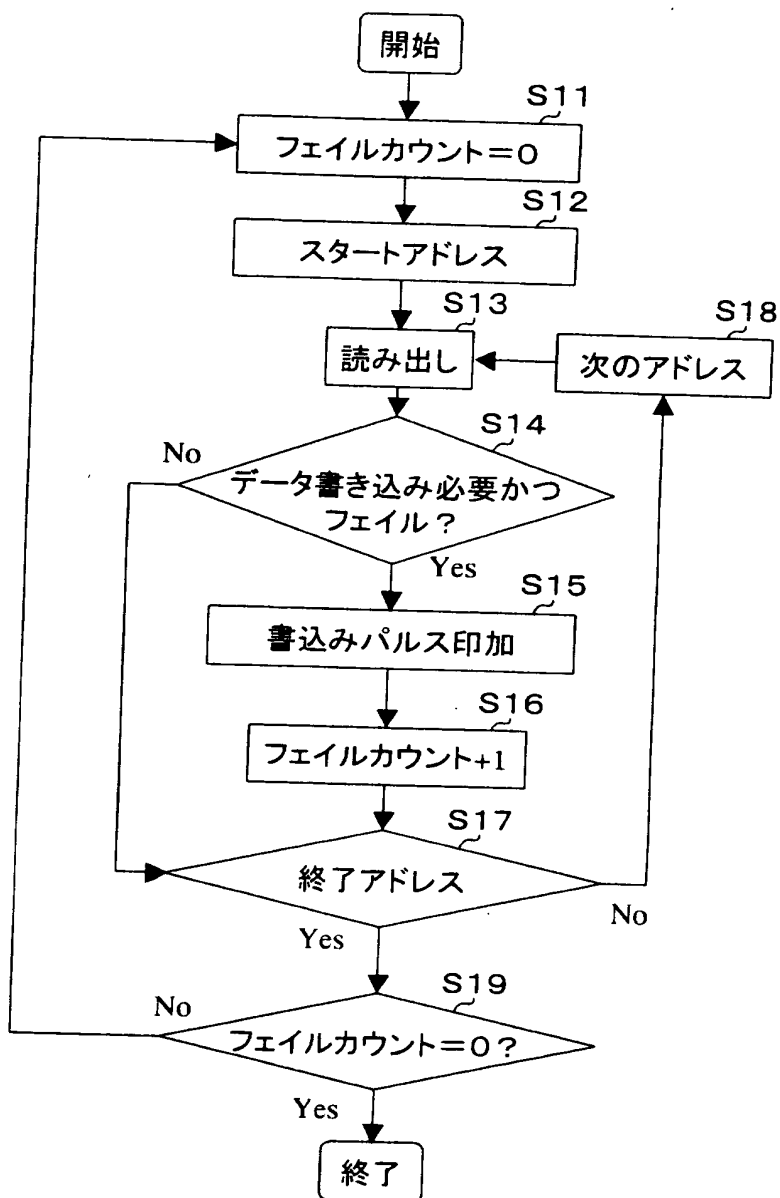 開始
S11
フェイルカウント=0
S12
スタートアドレス
S13
読み出し
S18
次のアドレス
S14
No
データ書き込み必要かつ
フェイル?
Yes
S15
書込みパルス印加
S16
フェイルカウント+1
S17
終了アドレス
No
Yes
S19
No
フェイルカウント=0?
Yes
終了